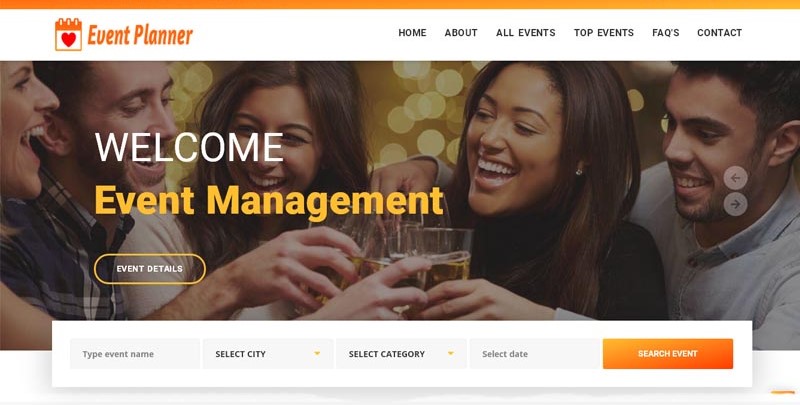 Event Planner
HOME ABOUT ALL EVENTS TOP EVENTS FAQ'S CONTACT
WELCOME
Event Management
EVENT DETAILS
Type event name SELECT CITY SELECT CATEGORY Select date SEARCH EVENT